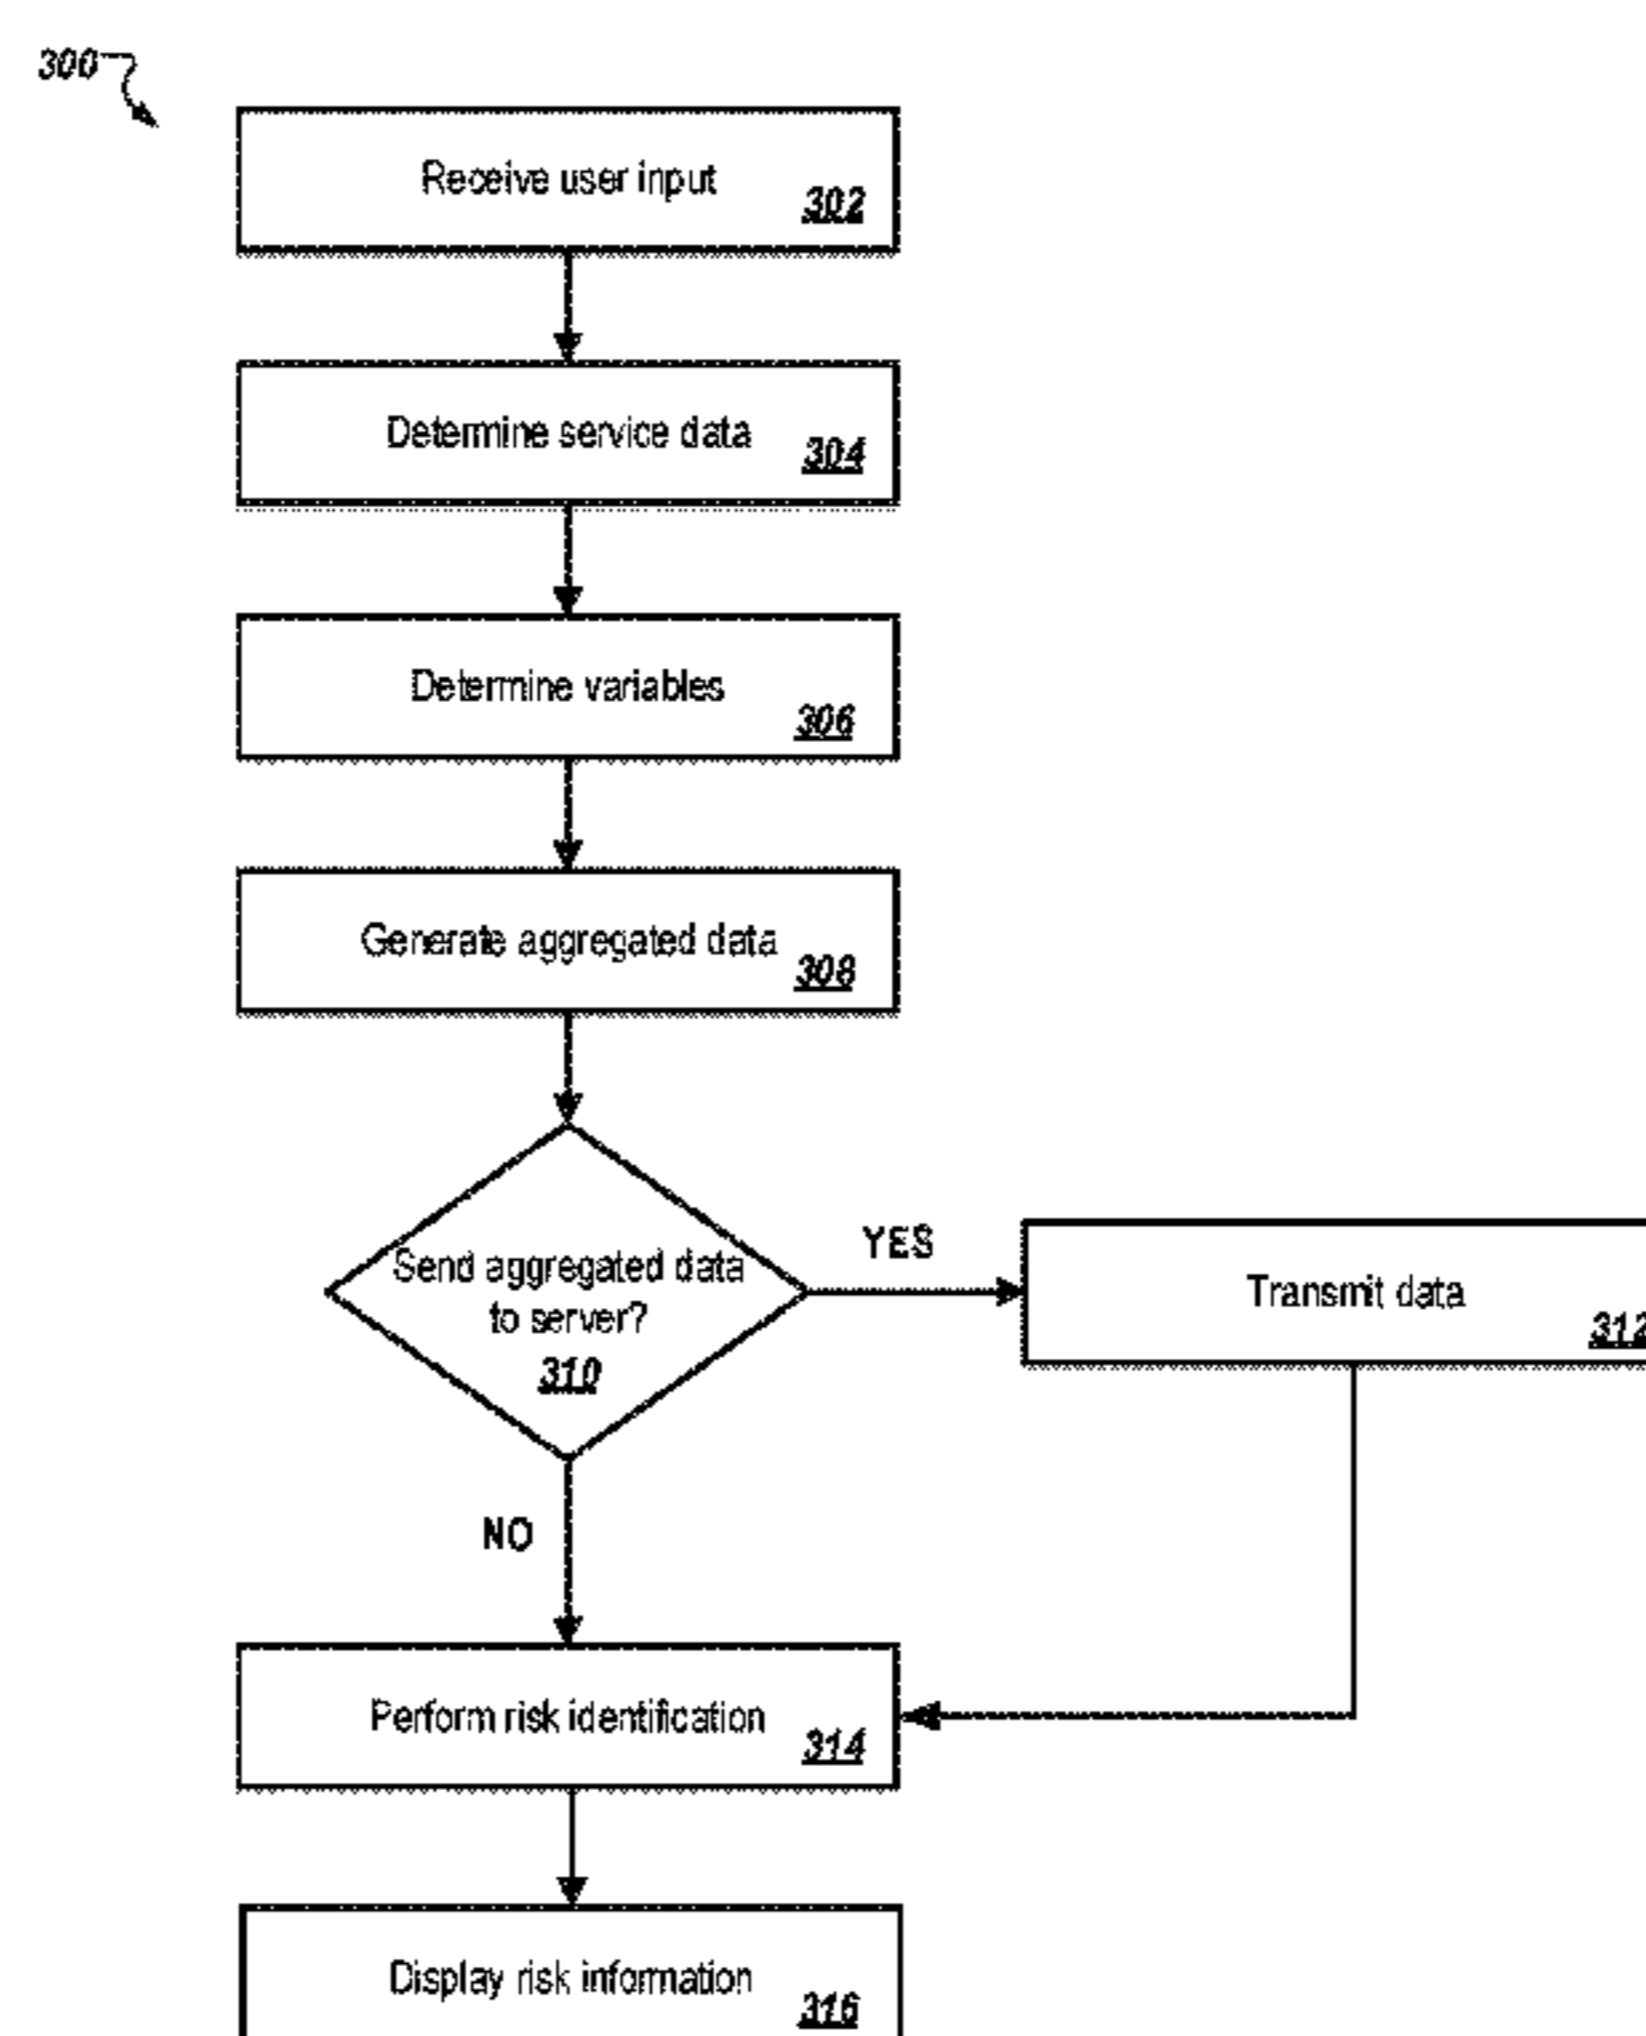 300
Receive user input
302
Determine service data
304
Determine variables
306
Generate aggregated data
308
Send aggregated data
to server?
310
YES
Transmit data
312
NO
Perform risk identification
314
Display risk information
316